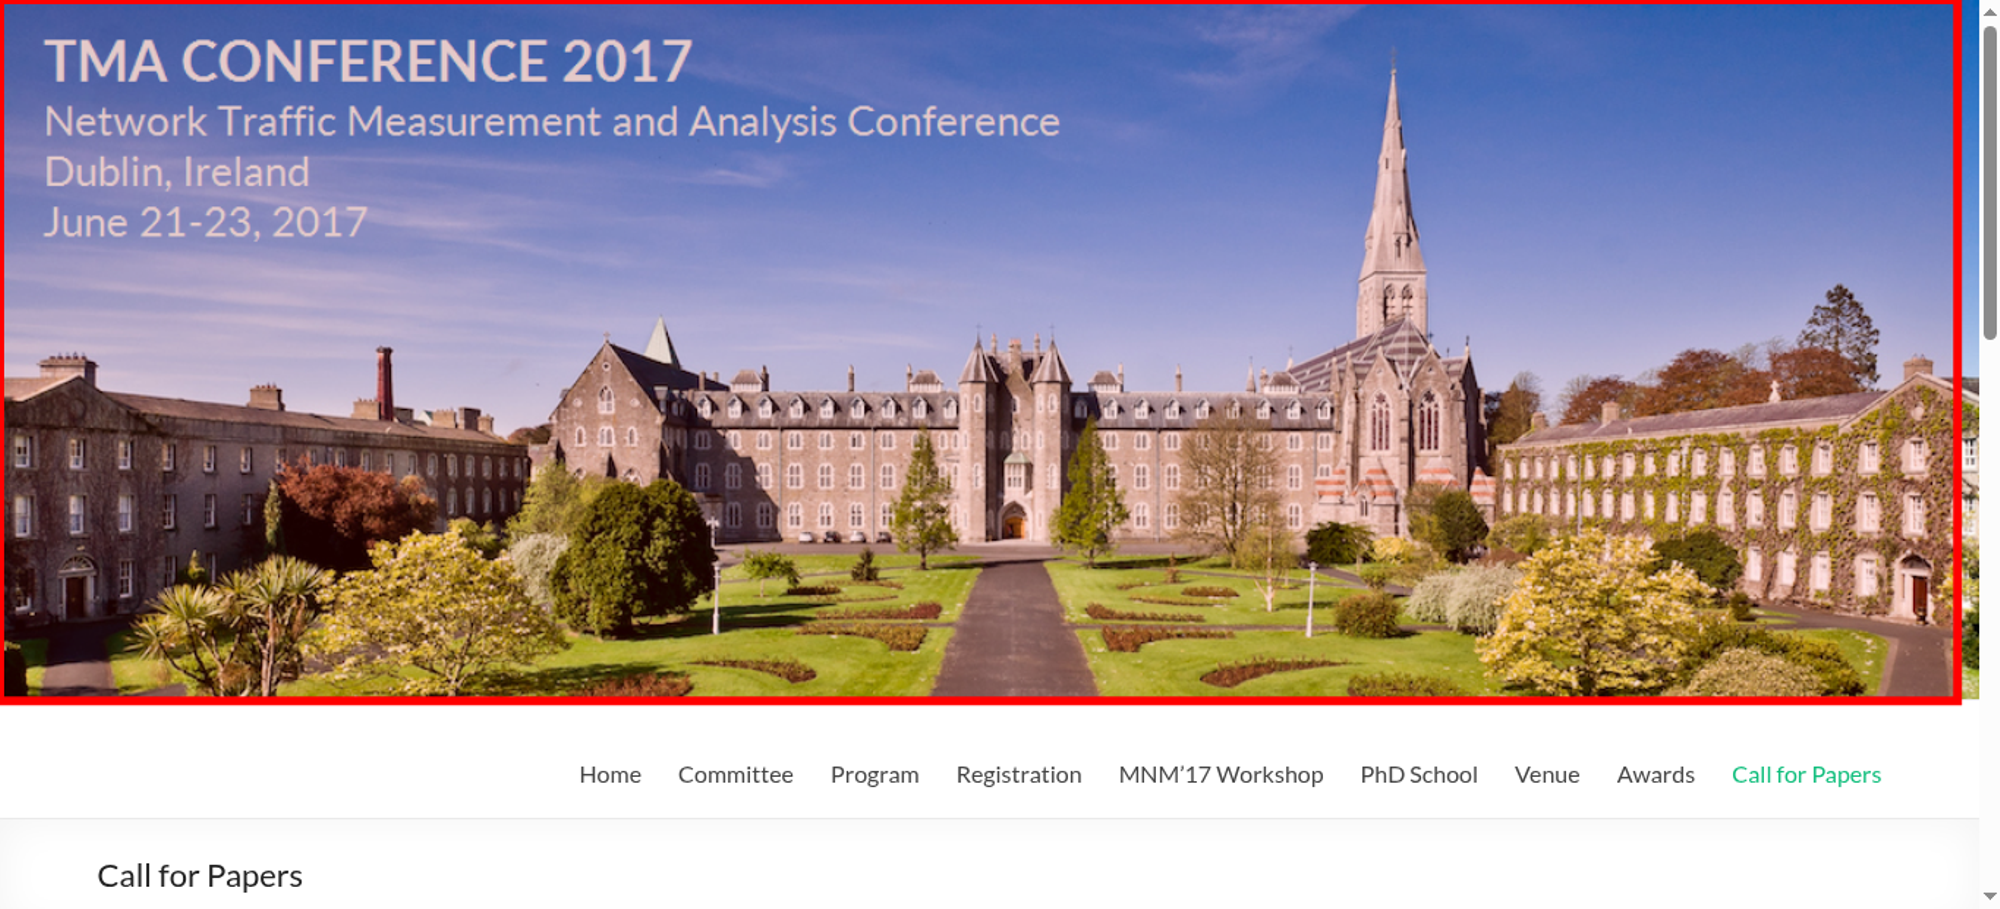 TMA CONFERENCE 2017
Network Traffic Measurement and Analysis Conference
Dublin, Ireland
June 21-23, 2017
Home Committee Program Registration MNM’17 Workshop PhD School Venue Awards Call for Papers
Call for Papers